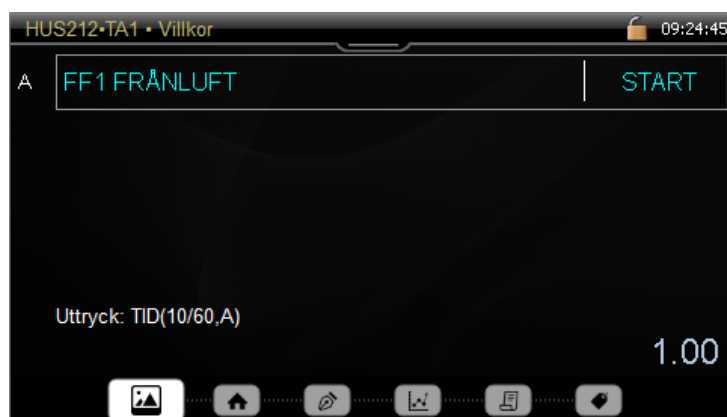 HUS212•TA1 • Villkor 09:24:45
A FF1 FRÅNLUFT START
Uttryck: TID(10/60,A)
1.00